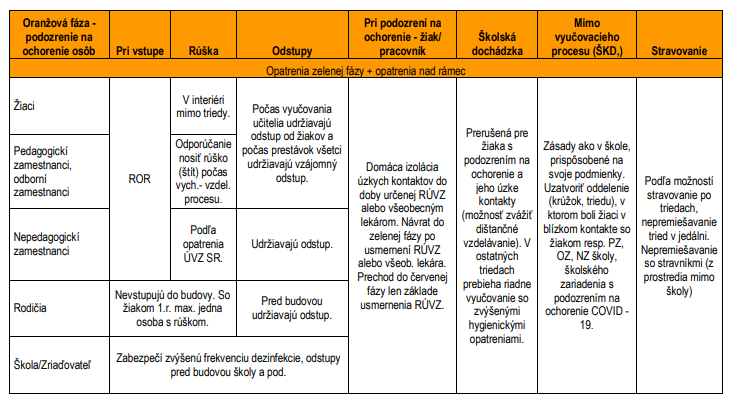 Oranžová fáza -
podozrenie na
ochorenie osôb
Pri vstupe
Rúška
Odstupy
Pri podozrení na
ochorenie - žiak/
pracovník
Školská
dochádzka
Mimo
vyučovacieho
procesu (ŠKD,)
Stravovanie
Opatrenia zelenej fázy + opatrenia nad rámec
Žiaci
ROR
V interiéri
mimo triedy.
Počas vyučovania
učitelia udržiavajú
odstup od žiakov a
počas prestávok všetci
udržiavajú vzájomný
odstup.
Domáca izolácia
úzkych kontaktov do
doby určenej RÚVZ
alebo všeobecným
lekárom. Návrat do
zelenej fázy po
usmernení RÚVZ
alebo všeob. lekára.
Prechod do červenej
fázy len základe
usmernenia RÚVZ.
Prerušená pre
žiaka s
podozrením na
ochorenie a
jeho úzke
kontakty
(možnosť zvážiť
dištančné
vzdelávanie). V
ostatných
triedach
prebieha riadne
vyučovanie so
zvýšenými
hygienickými
opatreniami.
Zásady ako v škole,
prispôsobené na
svoje podmienky.
Uzatvoriť oddelenie
(krúžok, triedu), v
ktorom boli žiaci v
blízkom kontakte so
žiakom resp. PZ,
OZ, NZ školy,
školského
zariadenia s
podozrením na
ochorenie COVID -
19.
Podľa možností
stravovanie po
triedach,
nepremiešavanie
tried v jedálni.
Nepremiešavanie
so stravníkmi (z
prostredia mimo
školy)
Pedagogickí
zamestnanci,
odborní
zamestnanci
Odporúčanie
nosiť rúško
(štít) počas
vych.- vzdel.
procesu.
Nepedagogickí
zamestnanci
Podľa
opatrenia
ÚVZ SR.
Udržiavajú odstup.
Rodičia
Nevstupujú do budovy. So
žiakom 1.r. max. jedna
osoba s rúškom.
Pred budovou
udržiavajú odstup.
Škola/Zriaďovateľ
Zabezpečí zvýšenú frekvenciu dezinfekcie, odstupy
pred budovou školy a pod.